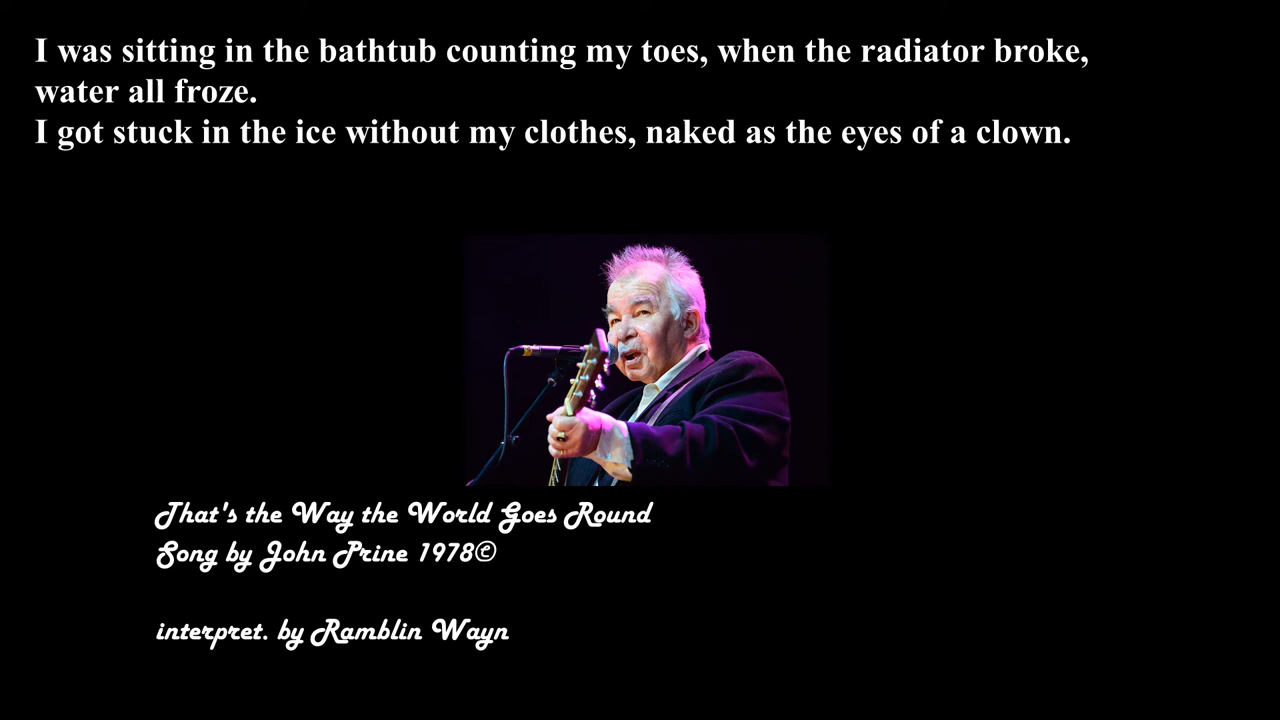 I was sitting in the bathtub counting my toes, when the radiator broke,
water all froze.
I got stuck in the ice without my clothes, naked as the eyes of a clown.
That's the Way the World Goes Round
Song by John Prine 1978©
interpret. by Ramblin Wayn